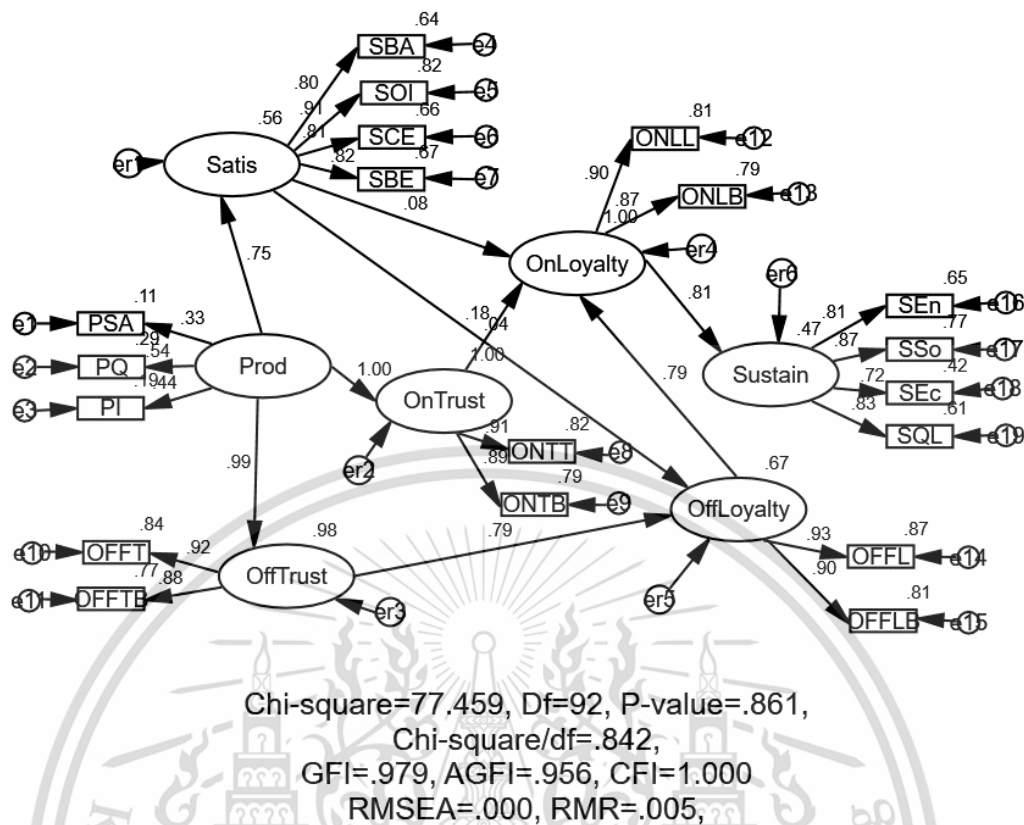 .64
SBA e4
.80 .82
SOI e5
.91 .66
.56 .81 SCE e6
.82 .67
er1 Satis SBE e7
.08
.81
ONLL e12
.90 .79
.87 ONLB e13
1.00
OnLoyalty er4
.75
.81
er6
.65
.81 SEn e16
.47 .77
.87 SSo e17
.42
Sustain .72 SEc e18
.83 .61
SQL e19
.11
e1 PSA .33
.29
e2 PQ .54 Prod
.19 .44
e3 PI
.18
.04
1.00
1.00
OnTrust
.79
er2
.91 .82
ONTT e8
.89 .79
ONTB e9
.99
.67
OffLoyalty
.93 .87
OFFL e14
.90 .81
OFFLB e15
er5
.79
.84 .98
e10 OFFT .92
.77 OffTrust
e11 OFFTB .88
er3
Chi-square=77.459, Df=92, P-value=.861,
Chi-square/df=.842,
GFI=.979, AGFI=.956, CFI=1.000
RMSEA=.000, RMR=.005,